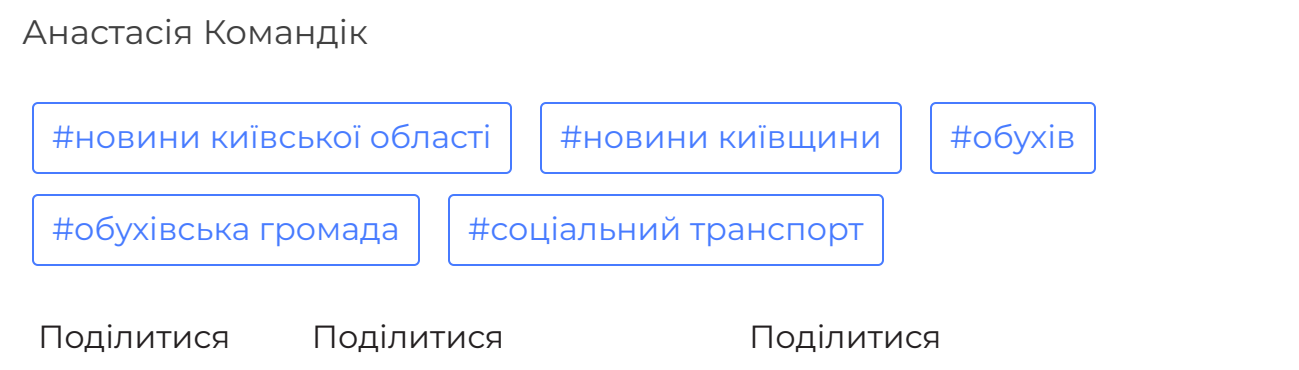 Анастасія Командік
#новини київської області #новини київщини #обухів
#обухівська громада #соціальний транспорт
Поділитися Поділитися Поділитися